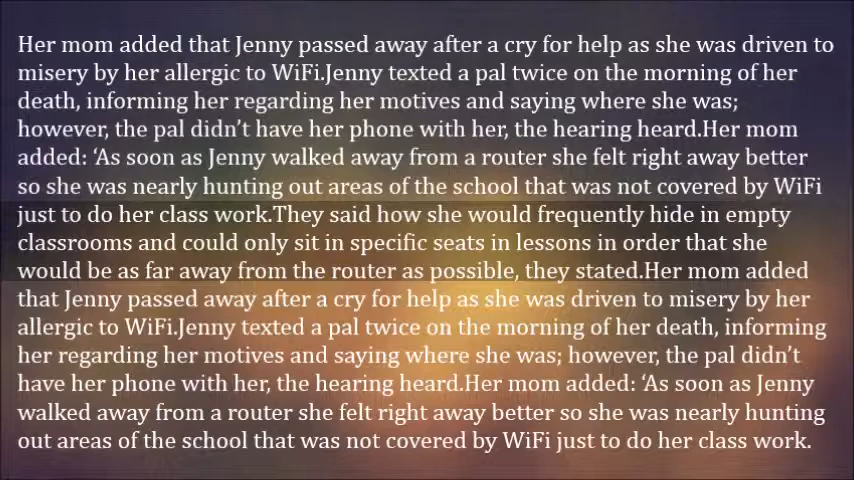 Her mom added that Jenny passed away after a cry for help as she was driven to
misery by her allergic to WiFi.Jenny texted a pal twice on the morning of her
death, informing her regarding her motives and saying where she was;
however, the pal didn’t have her phone with her, the hearing heard.Her mom
added: ‘As soon as Jenny walked away from a router she felt right away better
so she was nearly hunting out areas of the school that was not covered by WiFi
just to do her class work.They said how she would frequently hide in empty
classrooms and could only sit in specific seats in lessons in order that she
would be as far away from the router as possible, they stated.Her mom added
that Jenny passed away after a cry for help as she was driven to misery by her
allergic to WiFi.Jenny texted a pal twice on the morning of her death, informing
her regarding her motives and saying where she was; however, the pal didn’t
have her phone with her, the hearing heard.Her mom added: ‘As soon as Jenny
walked away from a router she felt right away better so she was nearly hunting
out areas of the school that was not covered by WiFi just to do her class work.